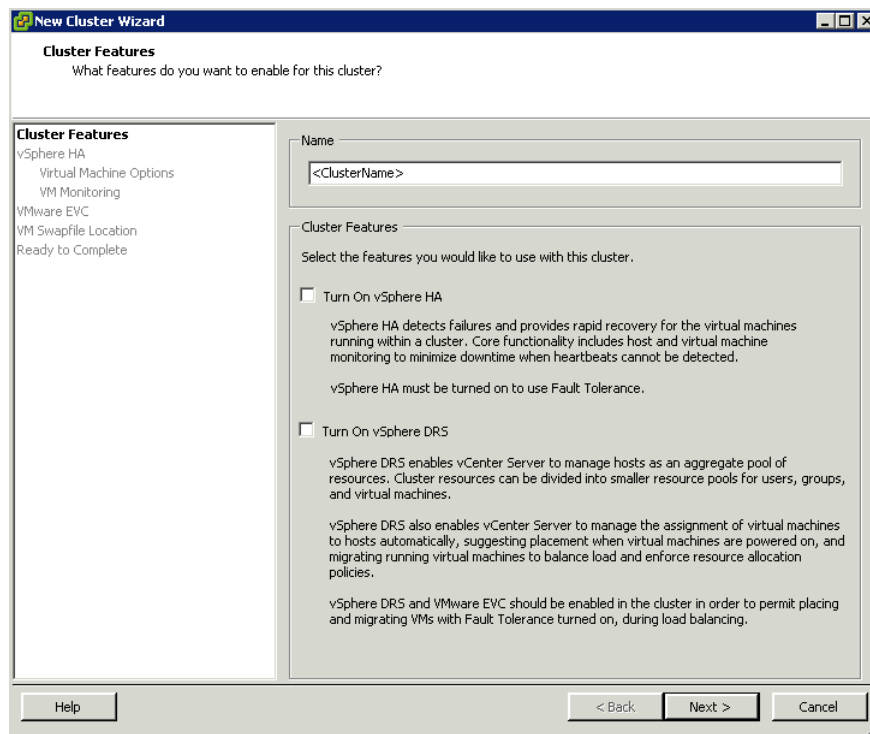 New Cluster Wizard
Cluster Features
What features do you want to enable for this cluster?
Cluster Features
vSphere HA
Virtual Machine Options
VM Monitoring
VMware EVC
VM Swapfile Location
Ready to Complete
Name
<ClusterName>
Cluster Features
Select the features you would like to use with this cluster.
Turn On vSphere HA
vSphere HA detects failures and provides rapid recovery for the virtual machines
running within a cluster. Core functionality includes host and virtual machine
monitoring to minimize downtime when heartbeats cannot be detected.
vSphere HA must be turned on to use Fault Tolerance.
Turn On vSphere DRS
vSphere DRS enables vCenter Server to manage hosts as an aggregate pool of
resources. Cluster resources can be divided into smaller resource pools for users, groups,
and virtual machines.
vSphere DRS also enables vCenter Server to manage the assignment of virtual machines
to hosts automatically, suggesting placement when virtual machines are powered on, and
migrating running virtual machines to balance load and enforce resource allocation
policies.
vSphere DRS and VMware EVC should be enabled in the cluster in order to permit placing
and migrating VMs with Fault Tolerance turned on, during load balancing.
Help
< Back
Next >
Cancel